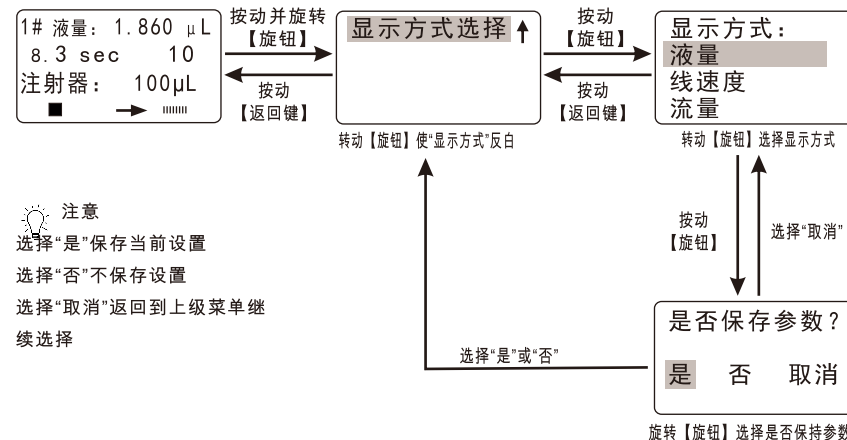 1# 液量: 1.860 μL
8.3 sec 10
注射器: 100μL
按动并旋转
【旋钮】
按动
【返回键】
显示方式选择
转动【旋钮】使“显示方式”反白
按动
【旋钮】
按动
【返回键】
显示方式:
液量
线速度
流量
转动【旋钮】选择显示方式
注意
选择“是”保存当前设置
选择“否”不保存设置
选择“取消”返回到上级菜单继
续选择
按动
【旋钮】
选择“取消”
选择“是”或“否”
是否保存参数?
是 否 取消
旋转【旋钮】选择是否保持参数